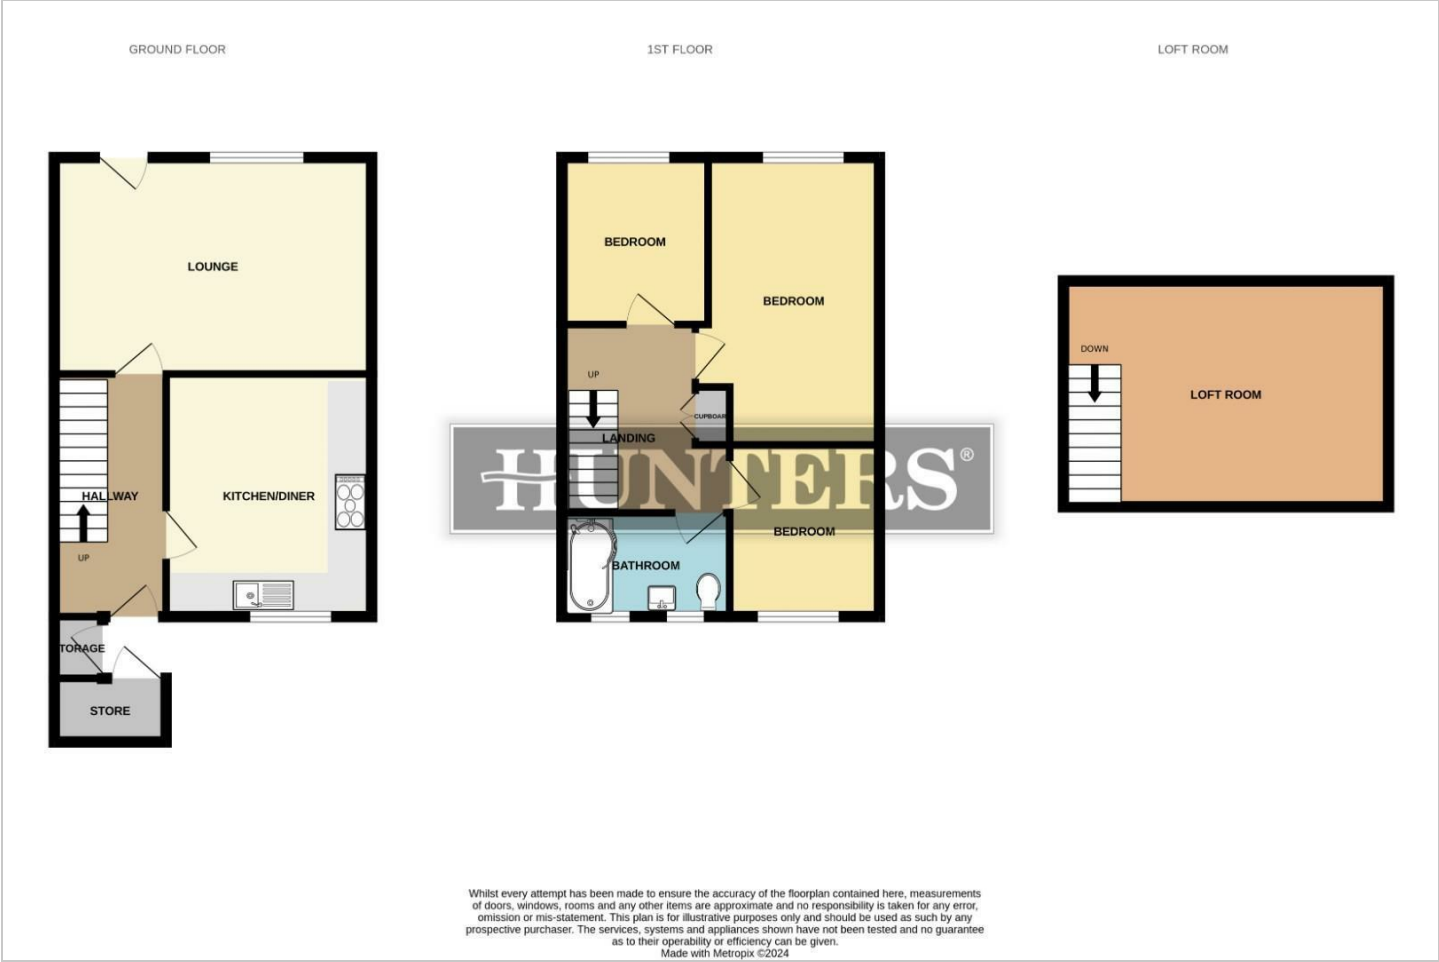 GROUND FLOOR
1ST FLOOR
LOFT ROOM
LOUNGE
BEDROOM
BEDROOM
DOWN
LOFT ROOM
UP
CUPBOAR
LANDING
HUNTERS®
HALLWAY
KITCHEN/DINER
BEDROOM
UP
BATHROOM
TORAGE
STORE
Whilst every attempt has been made to ensure the accuracy of the floorplan contained here, measurements
of doors, windows, rooms and any other items are approximate and no responsibility is taken for any error,
omission or mis-statement. This plan is for illustrative purposes only and should be used as such by any
prospective purchaser. The services, systems and appliances shown have not been tested and no guarantee
as to their operability or efficiency can be given.
Made with Metropix ©2024